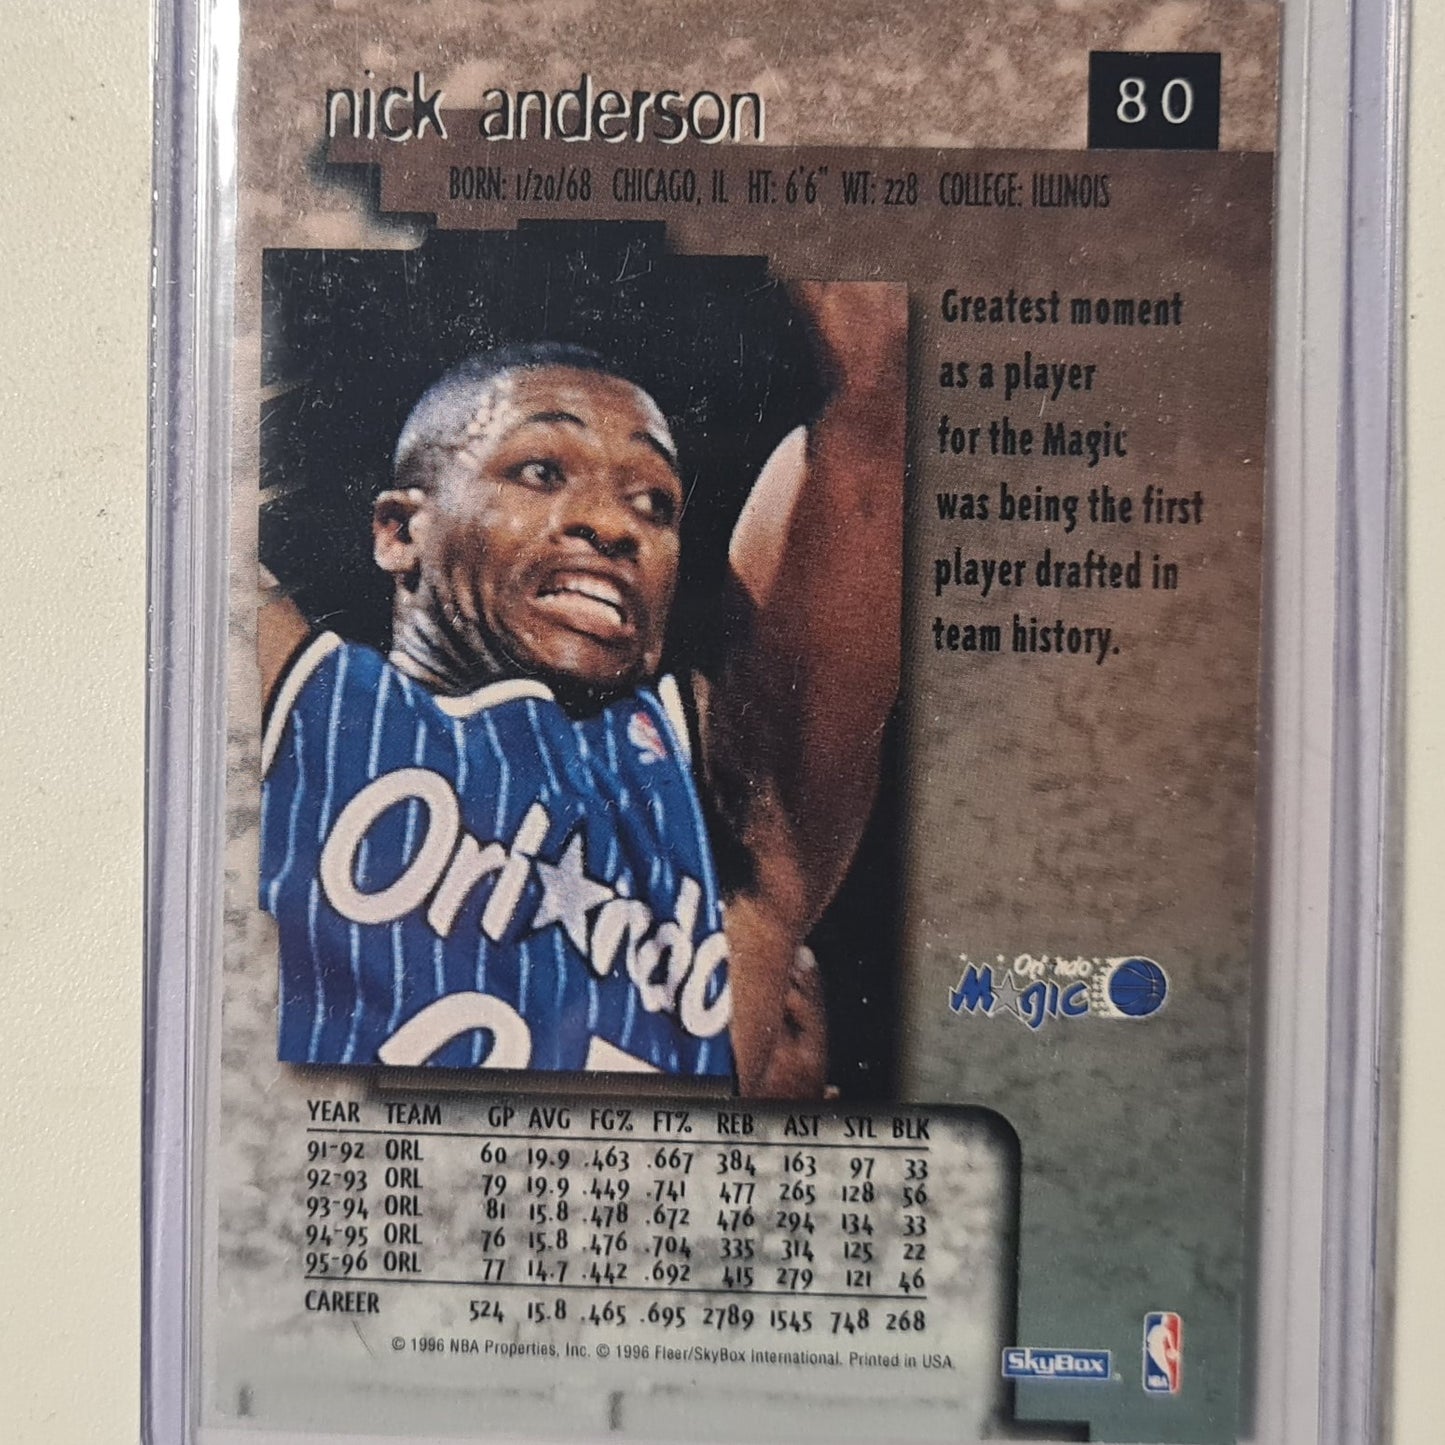 nick anderson
80
BORN: 1/20/68 CHICAGO, IL HT: 6'6" WT: 228 COLLEGE: ILLINOIS
Greatest moment
as a player
for the Magic
was being the first
player drafted in
team history.
Orlando
Orlando
Magic
YEAR TEAM GP AVG FG% FT% REB AST STL BLK
91-92 ORL 60 19.9 .463 .667 384 163 97 33
92-93 ORL 79 19.9 .449 .741 477 265 128 56
93-94 ORL 81 15.8 .478 .672 476 294 134 33
94-95 ORL 76 15.8 .476 .704 335 314 125 22
95-96 ORL 77 14.7 .442 .692 415 279 121 46
CAREER 524 15.8 .465 .695 2789 1545 748 268
© 1996 NBA Properties, Inc. © 1996 Fleer/SkyBox International. Printed in USA.
SkyBox
NBA